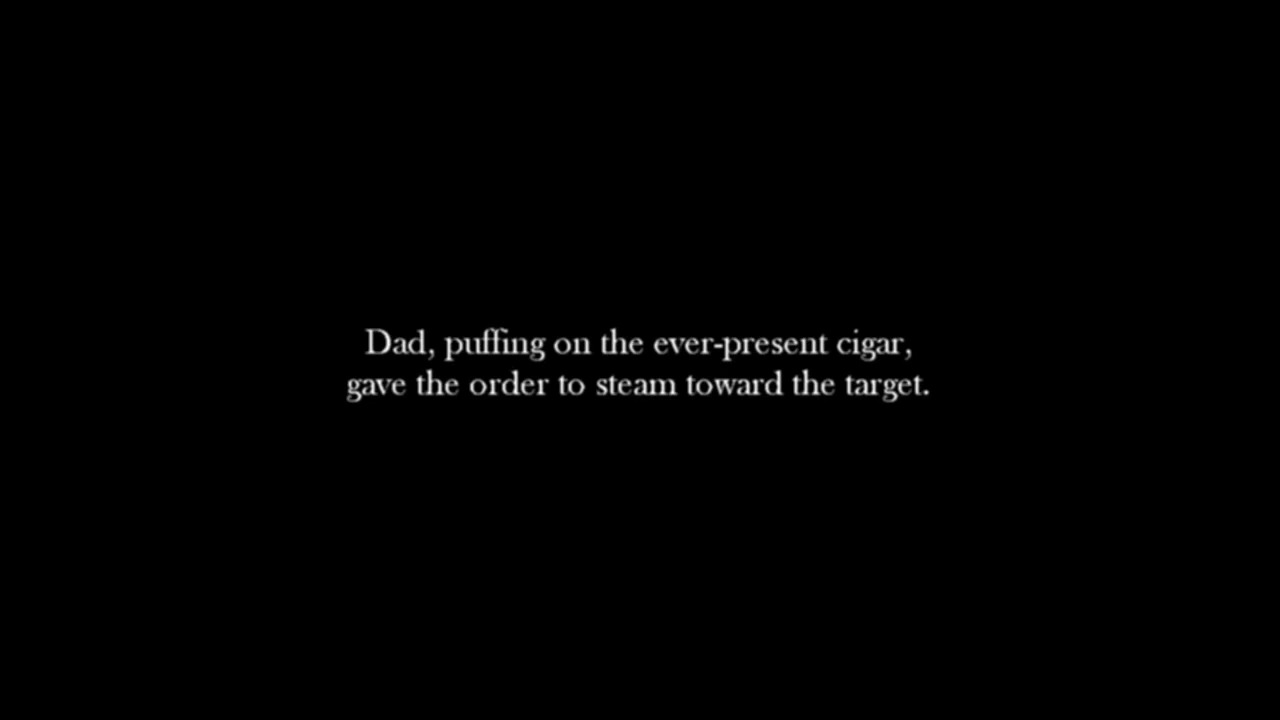 Dad, puffing on the ever-present cigar,
gave the order to steam toward the target.